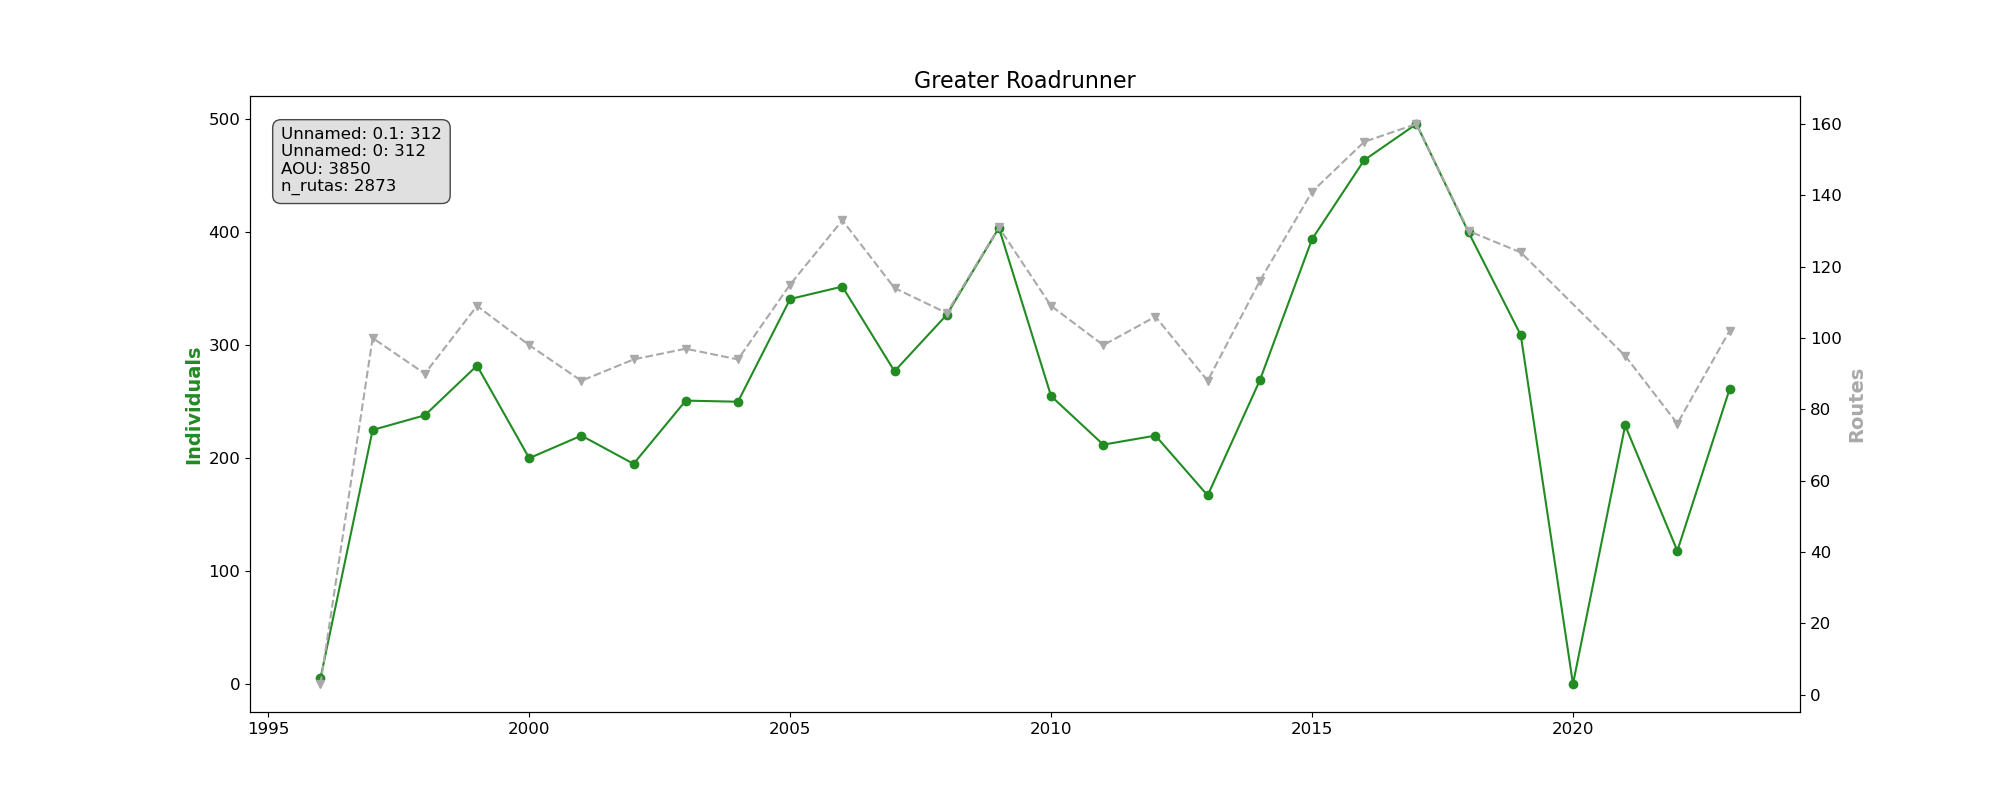 Greater Roadrunner
Unnamed: 0.1: 312
Unnamed: 0: 312
AOU: 3850
n_rutas: 2873
500
400
300
200
100
0
Individuals
160
140
120
100
80
60
40
20
0
Routes
1995 2000 2005 2010 2015 2020